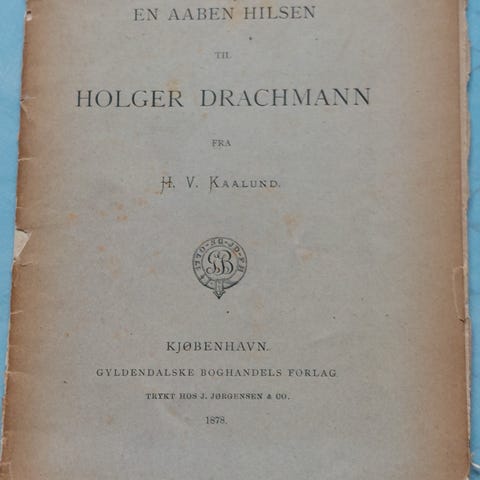 EN AABEN HILSEN
TIL
HOLGER DRACHMANN
FRA
H. V. KAALUND.
KJØBENHAVN.
GYLDENDALSKE BOGHANDELS FORLAG
TRYKT HOS J. JØRGENSEN & CO.
1878.